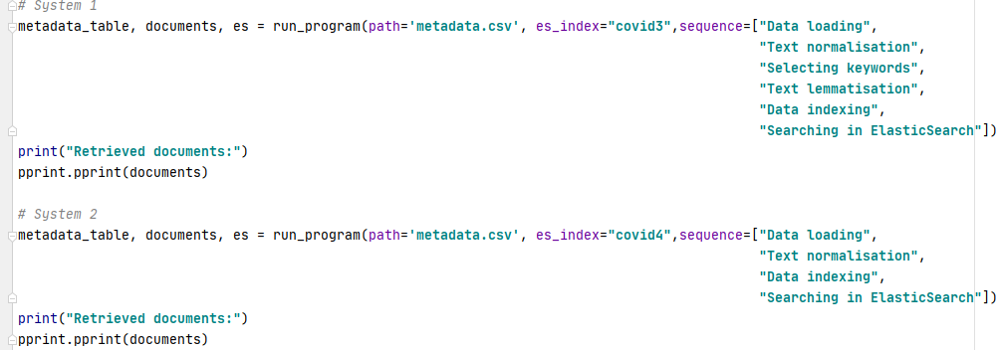 # System 1
metadata_table, documents, es = run_program(path='metadata.csv', es_index="covid3",sequence=["Data loading",
"Text normalisation",
"Selecting keywords",
"Text lemmatisation",
"Data indexing",
"Searching in ElasticSearch"])
print("Retrieved documents:")
pprint.pprint(documents)
# System 2
metadata_table, documents, es = run_program(path='metadata.csv', es_index="covid4",sequence=["Data loading",
"Text normalisation",
"Data indexing",
"Searching in ElasticSearch"])
print("Retrieved documents:")
pprint.pprint(documents)